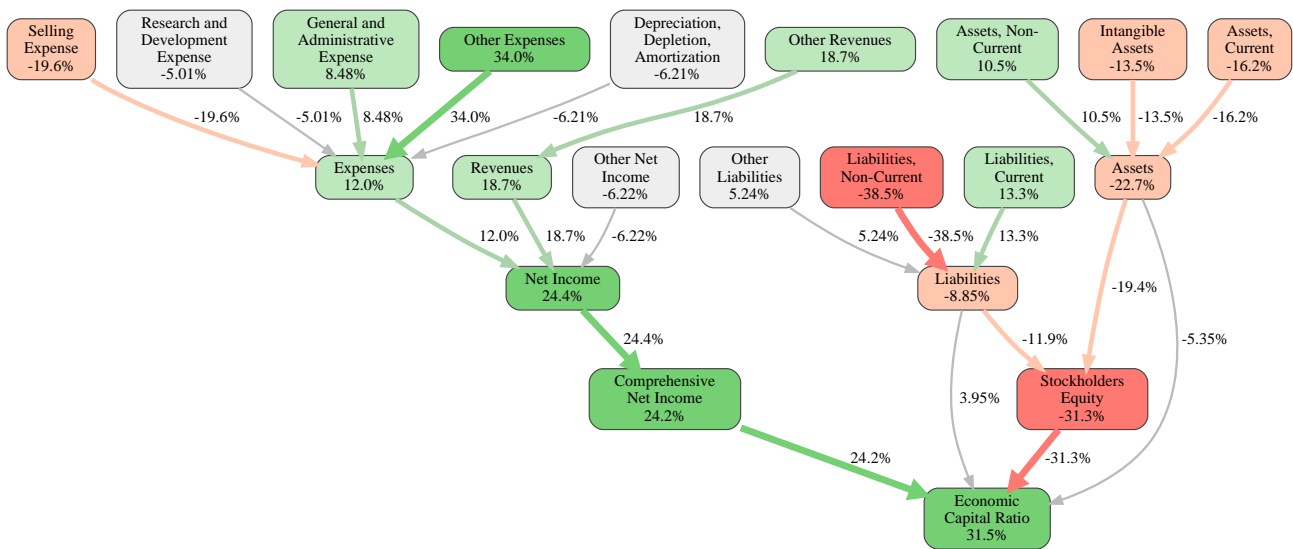 Selling
Expense
-19.6%
Research and
Development
Expense
-5.01%
General and
Administrative
Expense
8.48%
Other Expenses
34.0%
Depreciation,
Depletion,
Amortization
-6.21%
Other Revenues
18.7%
Assets, Non-
Current
10.5%
Intangible
Assets
-13.5%
Assets,
Current
-16.2%
-19.6%
-5.01%
8.48%
34.0%
-6.21%
18.7%
10.5%
-13.5%
-16.2%
Expenses
12.0%
Revenues
18.7%
Other Net
Income
-6.22%
Other
Liabilities
5.24%
Liabilities,
Non-Current
-38.5%
Liabilities,
Current
13.3%
Assets
-22.7%
12.0%
18.7%
-6.22%
5.24%
-38.5%
13.3%
Net Income
24.4%
Liabilities
-8.85%
-19.4%
24.4%
-11.9%
-5.35%
Comprehensive
Net Income
24.2%
3.95%
Stockholders
Equity
-31.3%
24.2%
-31.3%
Economic
Capital Ratio
31.5%